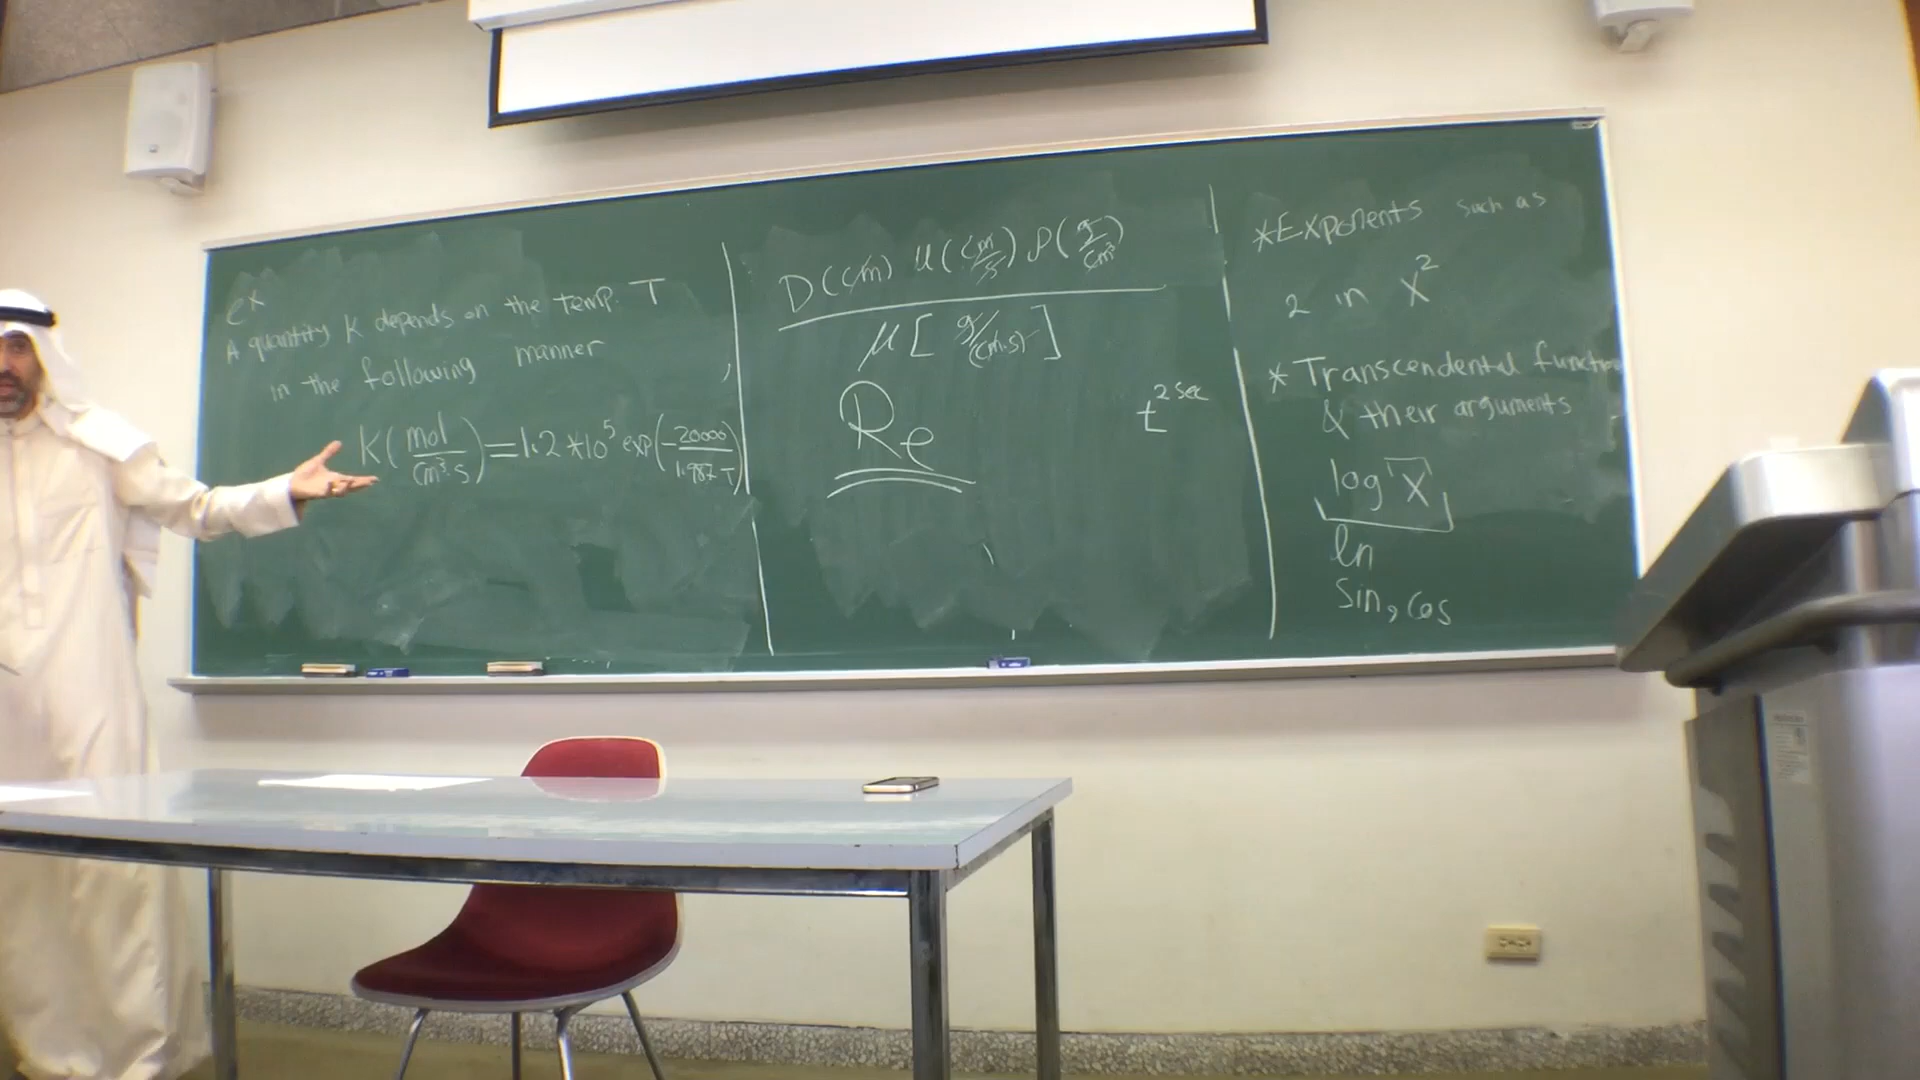 ex
A quantity K depends on the temp. T
in the following manner
K(mol/cm³.s) = 1.2*10⁵ exp(-20000/1.987 T)
D(cm) u(cm/s) ρ(g/cm³)
μ[g/(cm.s)]
Re
t² sec
*Exponents such as
2 in X²
* Transcendental function
& their arguments
log X
ln
Sin, Cos